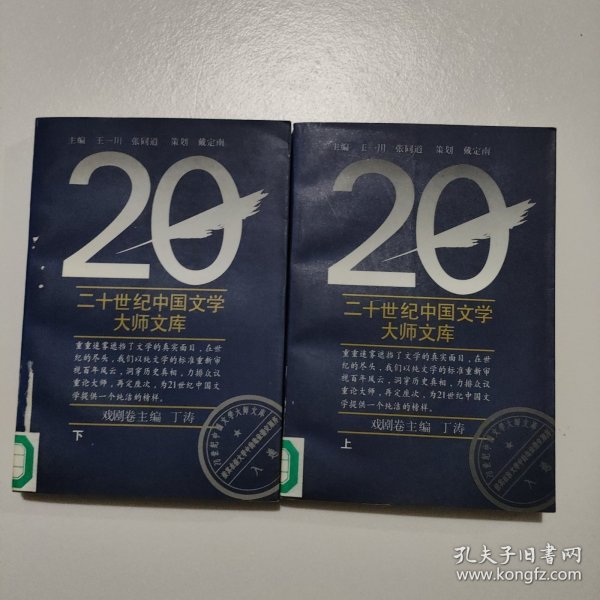 主编 王一川 张同道 策划 戴定南
20
二十世纪中国文学
大师文库
重重迷雾遮挡了文学的真实面目，在世
纪的尽头，我们以纯文学的标准重新审
视百年风云，洞穿历史真相，力排众议
重论大师，再定座次，为21世纪中国文
学提供一个纯洁的榜样。
戏剧卷主编 丁涛
下
主编 王一川 张同道 策划 戴定南
20
二十世纪中国文学
大师文库
重重迷雾遮挡了文学的真实面目，在世
纪的尽头，我们以纯文学的标准重新审
视百年风云，洞穿历史真相，力排众议
重论大师，再定座次，为21世纪中国文
学提供一个纯洁的榜样。
戏剧卷主编 丁涛
上
孔夫子旧书网
www.kongfz.com